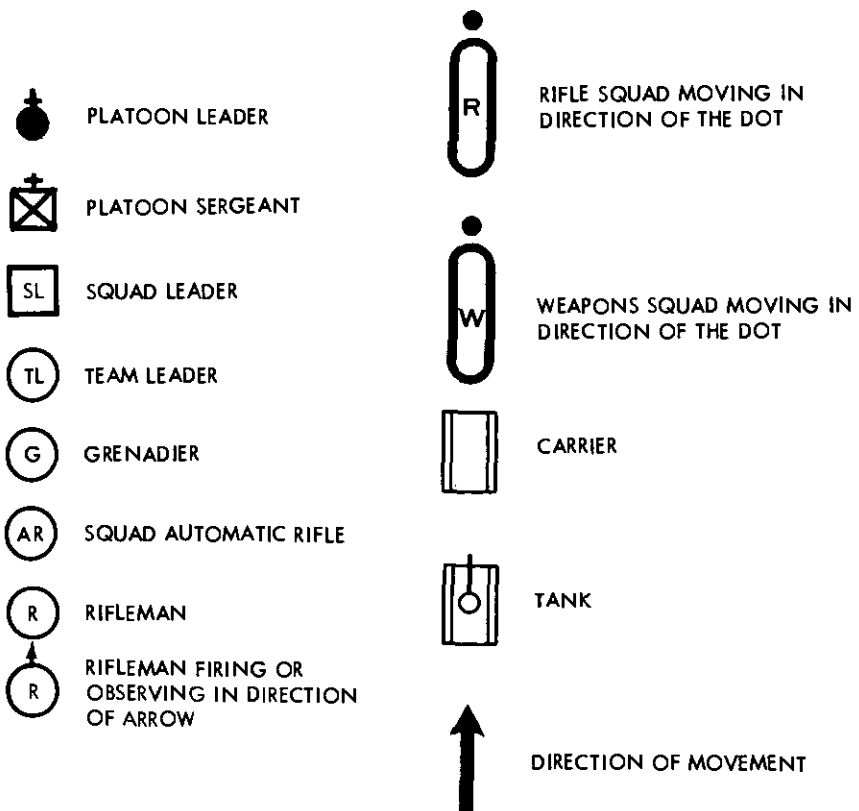 PLATOON LEADER
PLATOON SERGEANT
SL SQUAD LEADER
TL TEAM LEADER
G GRENADIER
AR SQUAD AUTOMATIC RIFLE
R RIFLEMAN
R RIFLEMAN FIRING OR
OBSERVING IN DIRECTION
OF ARROW
R RIFLE SQUAD MOVING IN
DIRECTION OF THE DOT
W WEAPONS SQUAD MOVING IN
DIRECTION OF THE DOT
CARRIER
TANK
DIRECTION OF MOVEMENT